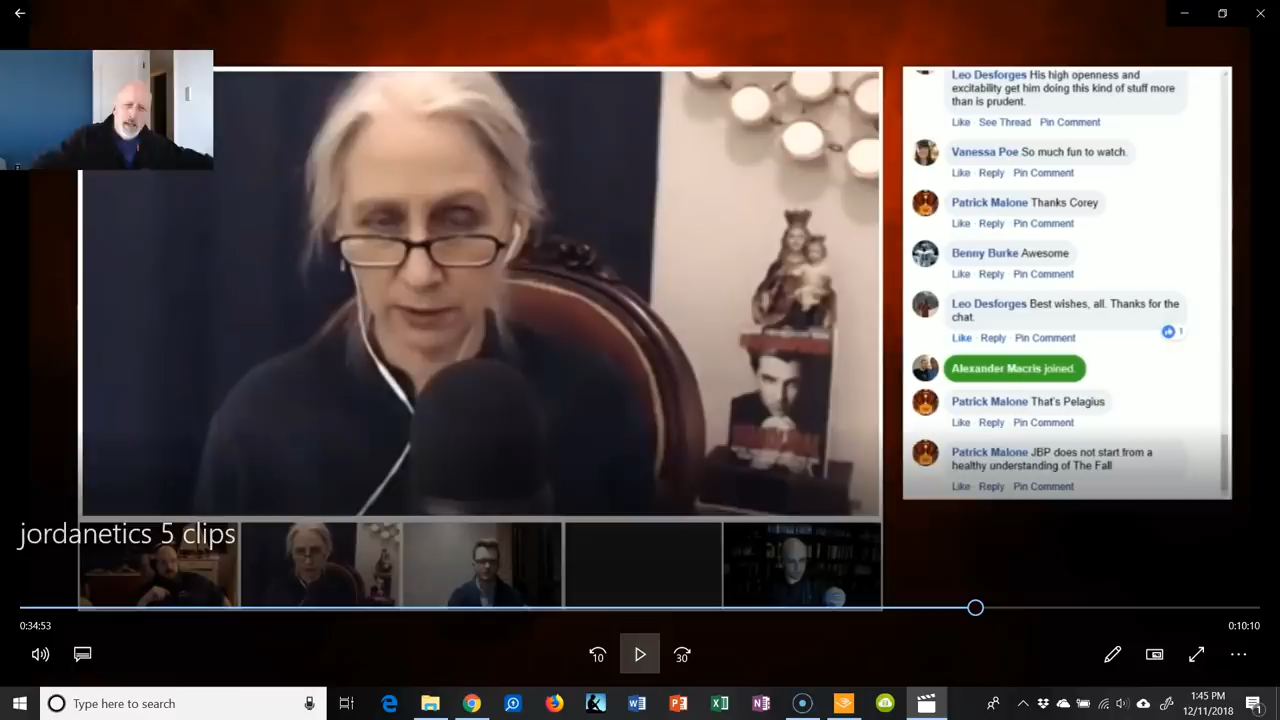 Leo Desforges His high openness and
excitability get him doing this kind of stuff more
than is prudent.
Like · See Thread · Pin Comment
Vanessa Poe So much fun to watch.
Like · Reply · Pin Comment
Patrick Malone Thanks Corey
Like · Reply · Pin Comment
Benny Burke Awesome
Like · Reply · Pin Comment
Leo Desforges Best wishes, all. Thanks for the
chat.
1
Like · Reply · Pin Comment
Alexander Macris joined.
Patrick Malone That's Pelagius
Like · Reply · Pin Comment
Patrick Malone JBP does not start from a
healthy understanding of The Fall
Like · Reply · Pin Comment
jordanetics 5 clips
0:34:53
0:10:10
10
30
Type here to search
1:45 PM
12/11/2018
1